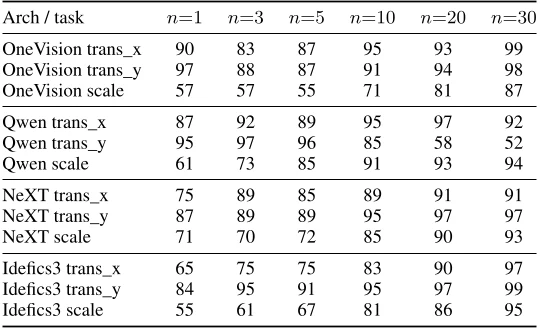 Arch / task n=1 n=3 n=5 n=10 n=20 n=30
OneVision trans_x 90 83 87 95 93 99
OneVision trans_y 97 88 87 91 94 98
OneVision scale 57 57 55 71 81 87
Qwen trans_x 87 92 89 95 97 92
Qwen trans_y 95 97 96 85 58 52
Qwen scale 61 73 85 91 93 94
NeXT trans_x 75 89 85 89 91 91
NeXT trans_y 87 89 89 95 97 97
NeXT scale 71 70 72 85 90 93
Idefics3 trans_x 65 75 75 83 90 97
Idefics3 trans_y 84 95 91 95 97 99
Idefics3 scale 55 61 67 81 86 95